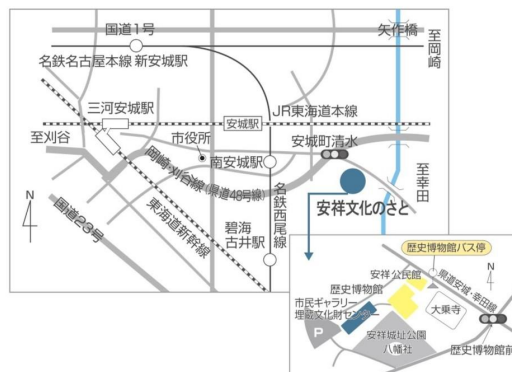 国道1号
矢作橋
至岡崎
名鉄名古屋本線 新安城駅
三河安城駅
安城駅
JR東海道本線
至刈谷
市役所
安城町清水
南安城駅
岡崎・刈谷線(県道48号線)
至幸田
安祥文化のさと
N
国道23号
東海道新幹線
碧海
古井駅
名鉄西尾線
歴史博物館バス停
安祥公民館
県道安城・幸田線
N
歴史博物館
市民ギャラリー
埋蔵文化財センター
大乗寺
P
安祥城址公園
八幡社
歴史博物館前